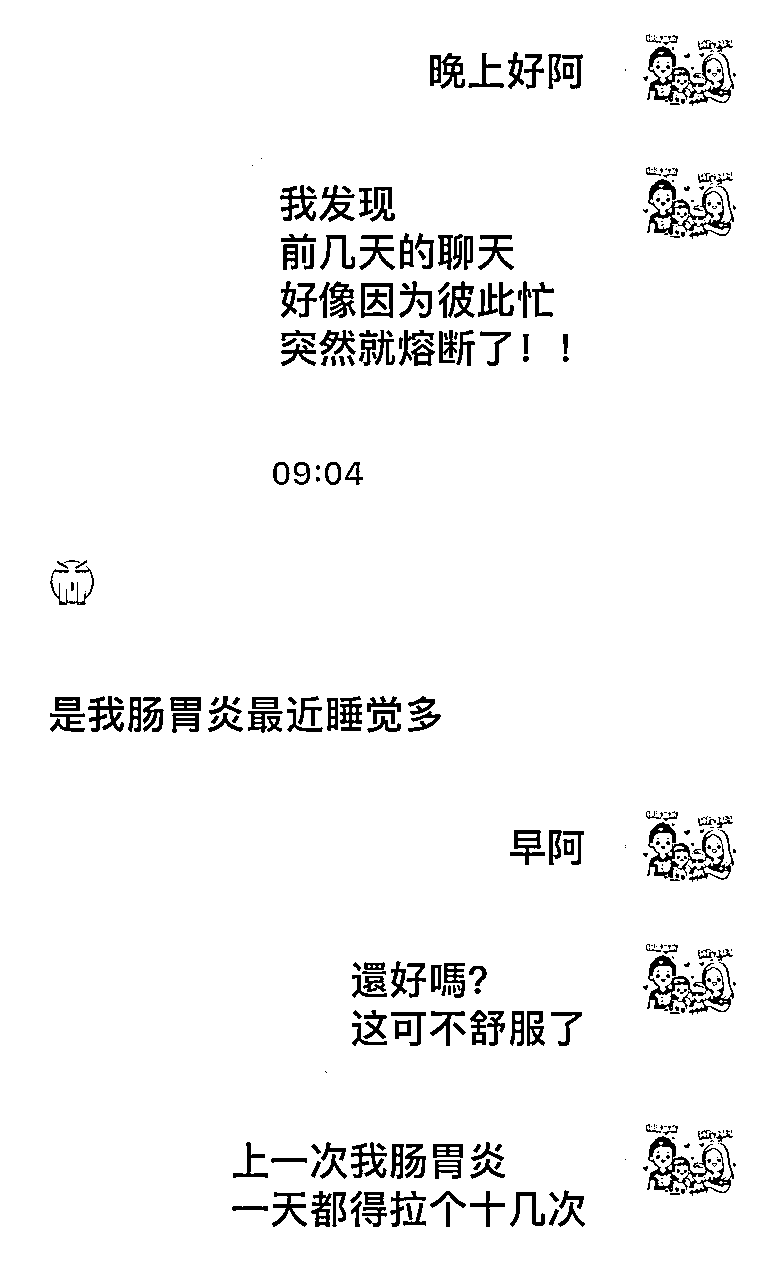 晚上好阿
我发现
前几天的聊天
好像因为彼此忙
突然就熔断了！！
09:04
是我肠胃炎最近睡觉多
早阿
還好嗎?
这可不舒服了
上一次我肠胃炎
一天都得拉个十几次